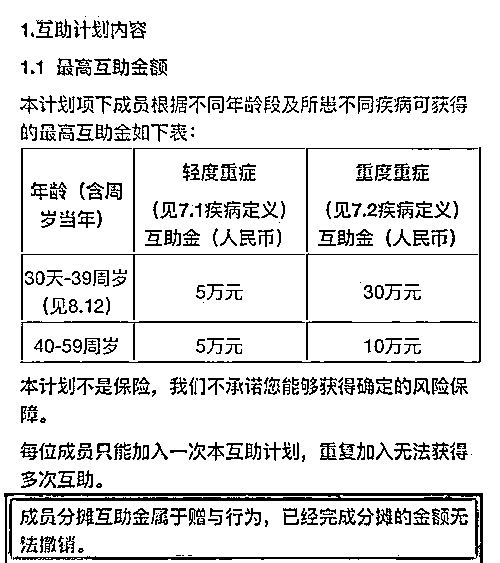 1.互助计划内容
1.1 最高互助金额
本计划项下成员根据不同年龄段及所患不同疾病可获得
的最高互助金如下表：
年龄（含周
岁当年）
轻度重症
（见7.1疾病定义）
互助金（人民币）
重度重症
（见7.2疾病定义）
互助金（人民币）
30天-39周岁
（见8.12）
5万元
30万元
40-59周岁
5万元
10万元
本计划不是保险，我们不承诺您能够获得确定的风险保
障。
每位成员只能加入一次本互助计划，重复加入无法获得
多次互助。
成员分摊互助金属于赠与行为，已经完成分摊的金额无
法撤销。